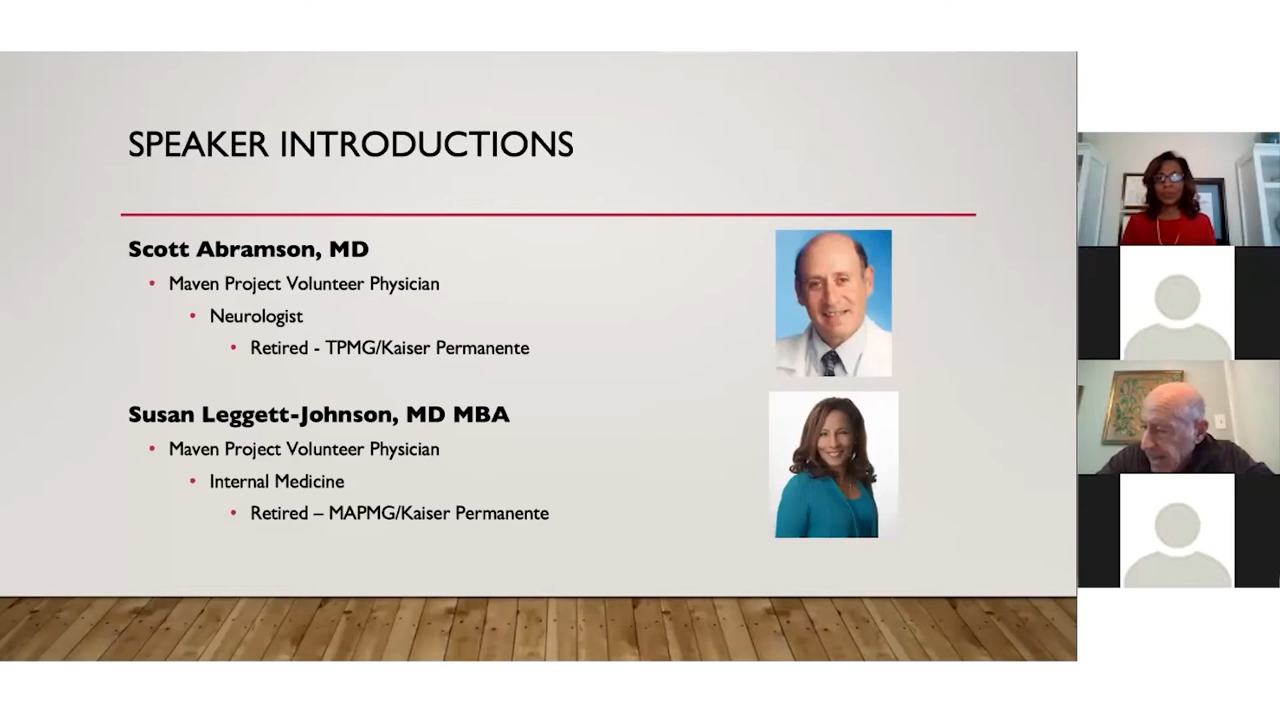 SPEAKER INTRODUCTIONS
Scott Abramson, MD
• Maven Project Volunteer Physician
• Neurologist
• Retired - TPMG/Kaiser Permanente
Susan Leggett-Johnson, MD MBA
• Maven Project Volunteer Physician
• Internal Medicine
• Retired – MAPMG/Kaiser Permanente